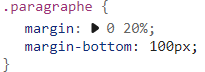 .paragraphe {
margin: ▶ 0 20%;
margin-bottom: 100px;
}